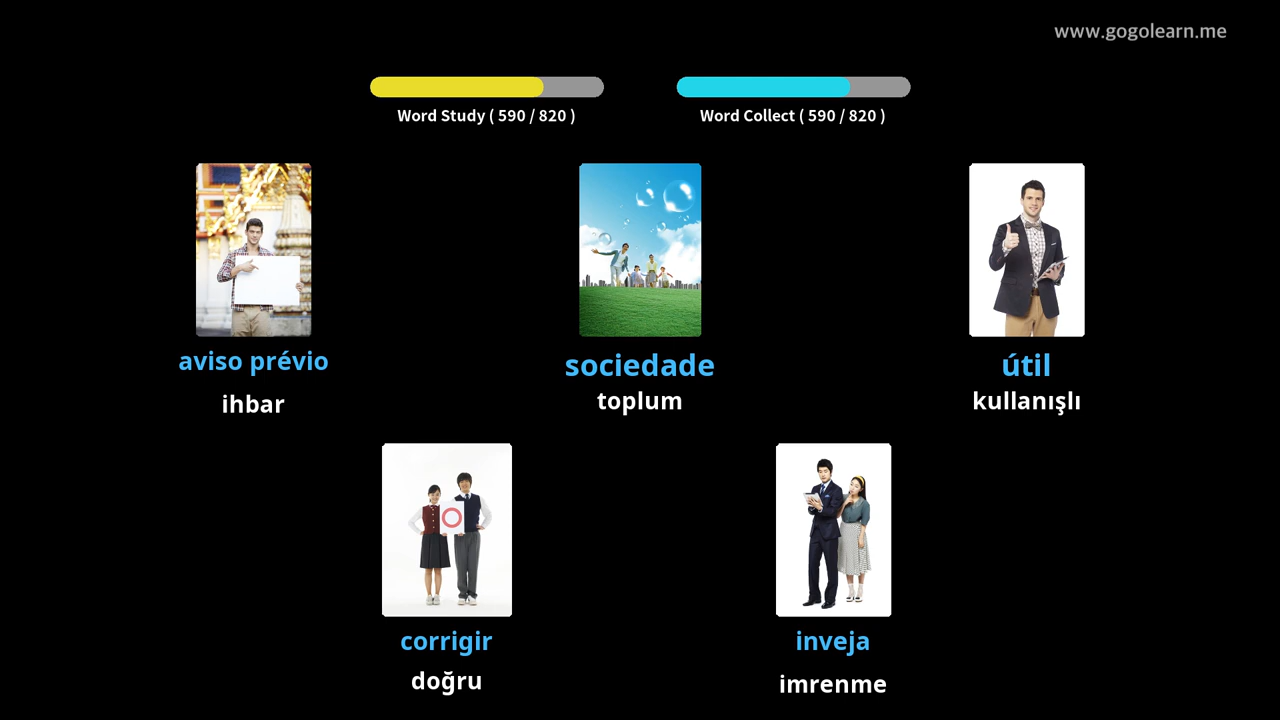 www.gogolearn.me
Word Study ( 590 / 820 )
Word Collect ( 590 / 820 )
aviso prévio
ihbar
sociedade
toplum
útil
kullanışlı
corrigir
doğru
inveja
imrenme